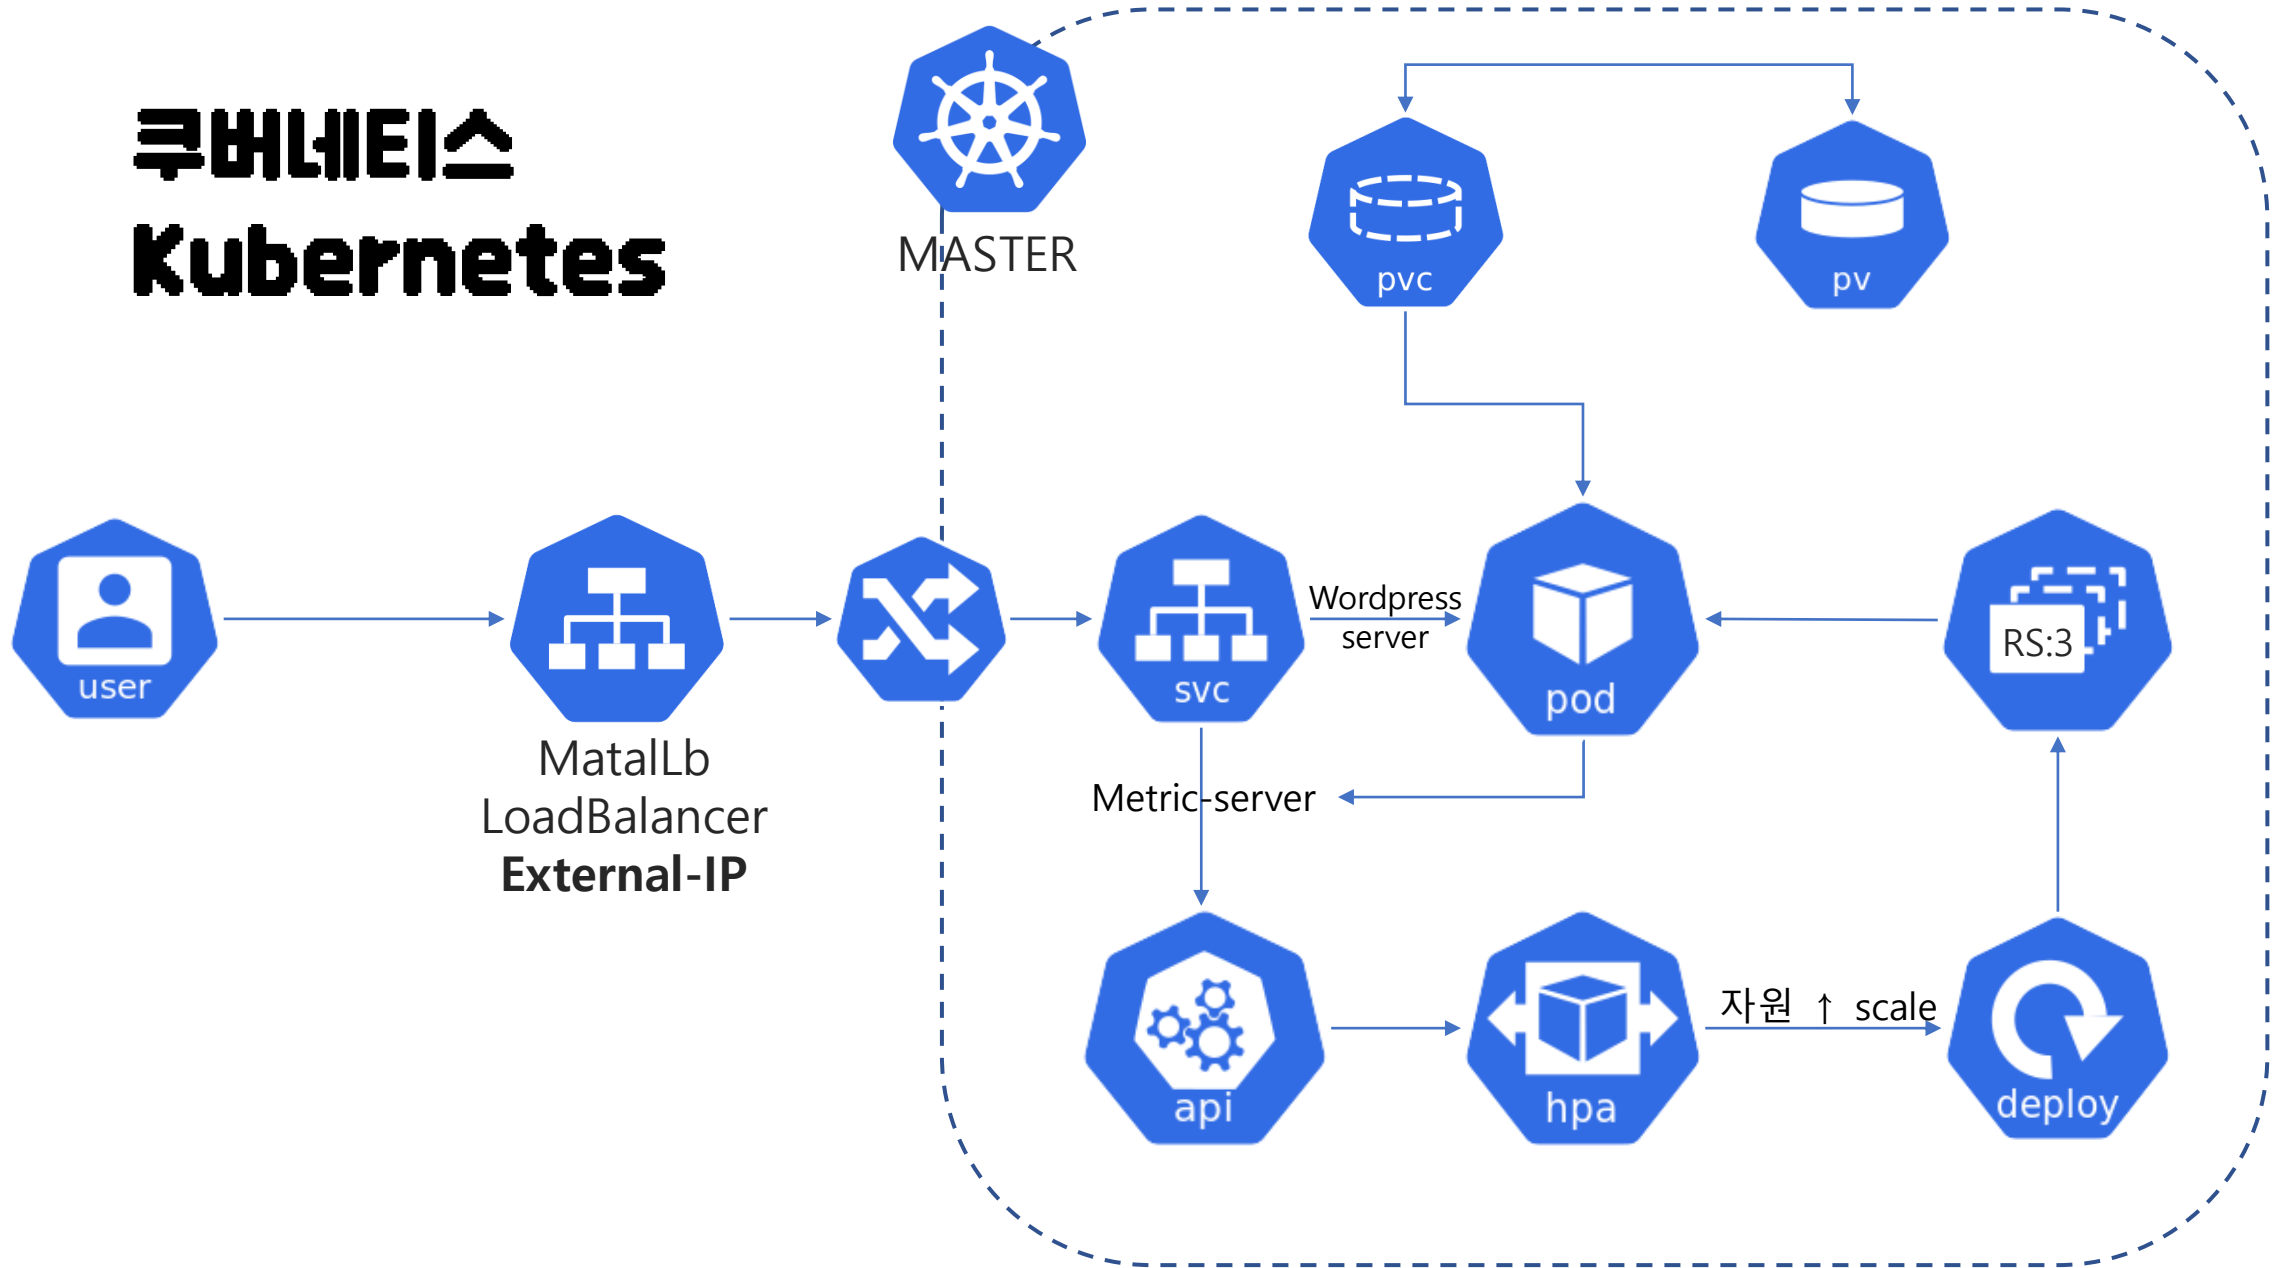 쿠버네티스
Kubernetes
MASTER
pvc
pv
user
MatalLb
LoadBalancer
External-IP
svc
Wordpress
server
pod
RS:3
Metric-server
api
hpa
자원 ↑ scale
deploy